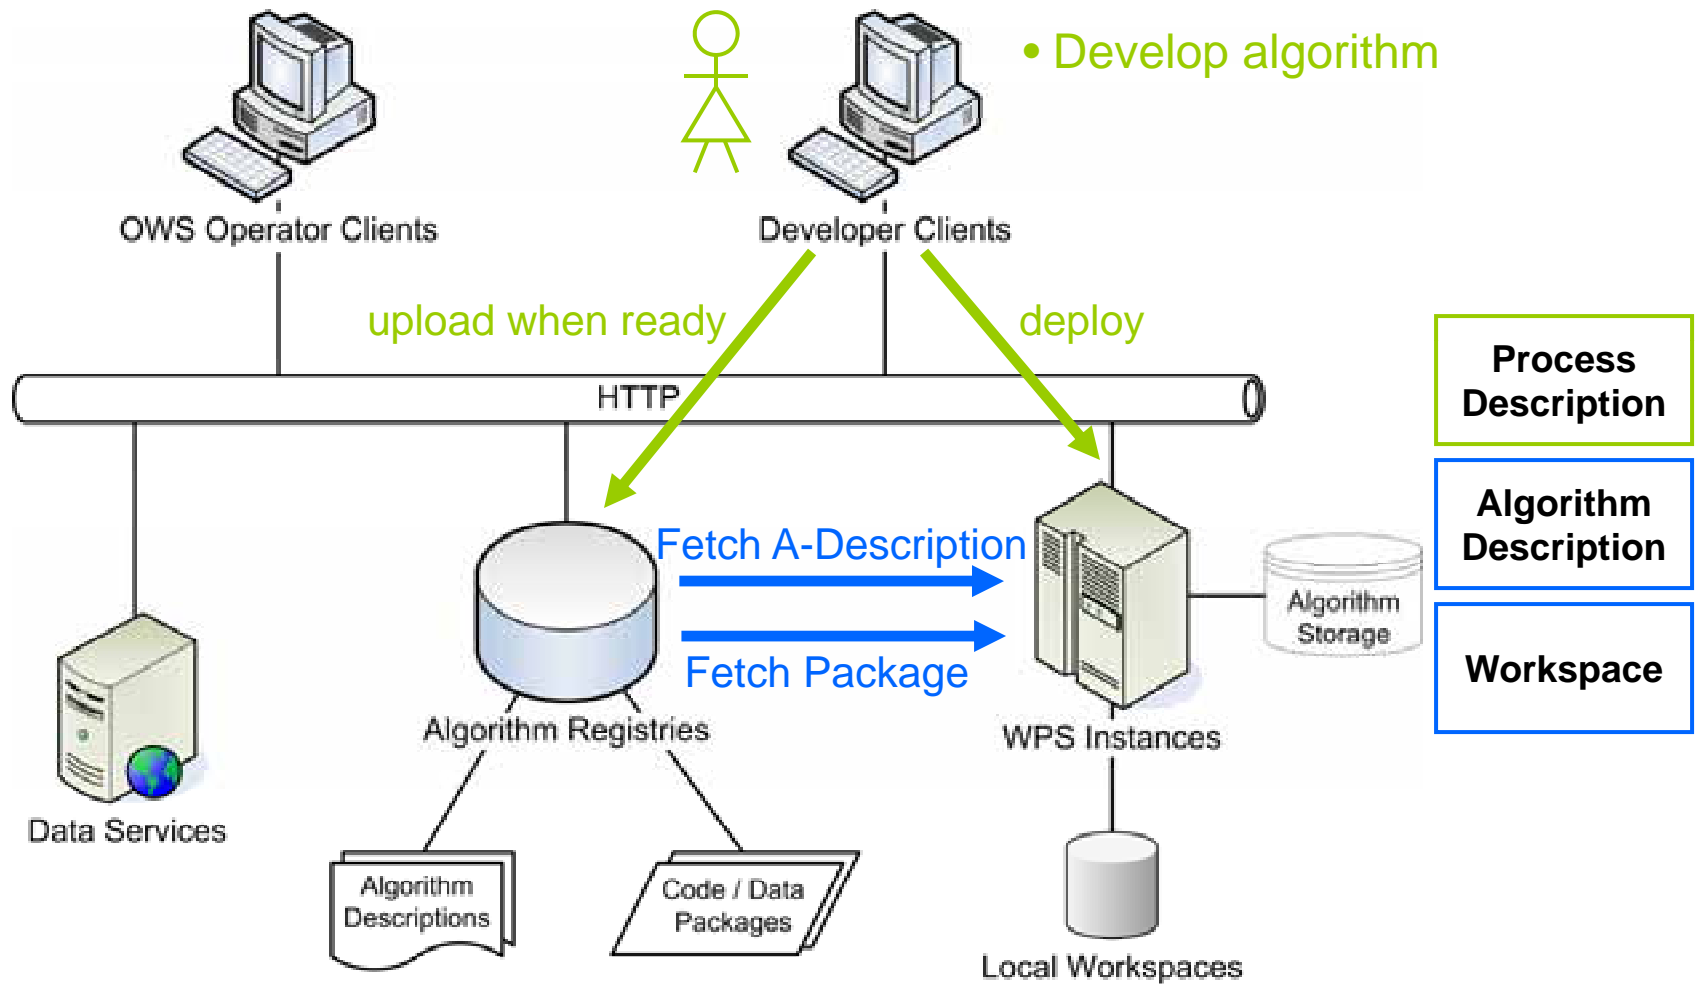 • Develop algorithm
OWS Operator Clients
Developer Clients
upload when ready
deploy
HTTP
Process
Description
Algorithm
Description
Workspace
Fetch A-Description
Fetch Package
Algorithm
Storage
Algorithm Registries
WPS Instances
Data Services
Algorithm
Descriptions
Code / Data
Packages
Local Workspaces